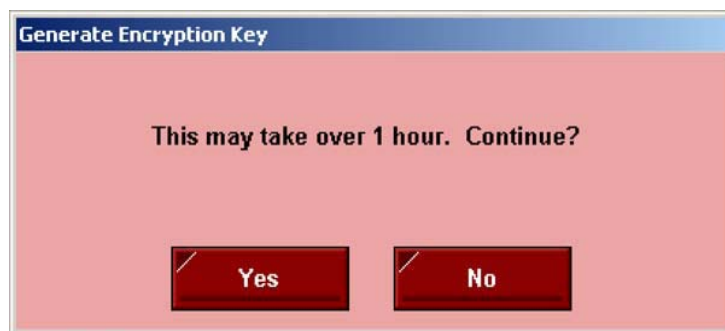 Generate Encryption Key
This may take over 1 hour.  Continue?
Yes
No